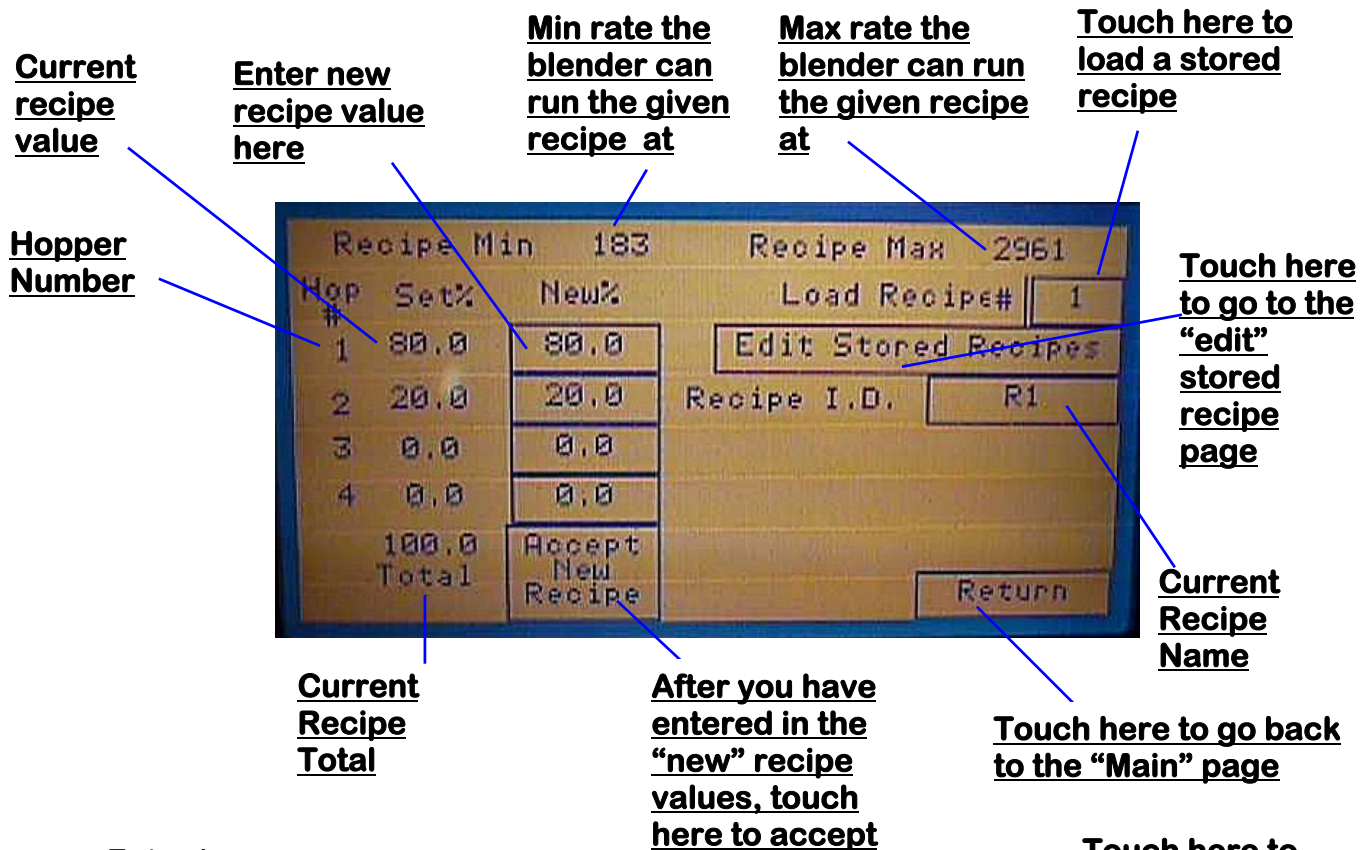 Current
recipe
value
Enter new
recipe value
here
Min rate the
blender can
run the given
recipe at
Max rate the
blender can run
the given recipe
at
Touch here to
load a stored
recipe
Hopper
Number
Recipe Min 183 Recipe Max 2961
Hop
#
Set% New% Load Recipe# 1
1 80.0 80.0 Edit Stored Recipes
2 20.0 20.0 Recipe I.D. R1
3 0.0 0.0
4 0.0 0.0
100.0
Total
Accept
New
Recipe
Return
Touch here
to go to the
“edit”
stored
recipe
page
Current
Recipe
Name
Current
Recipe
Total
After you have
entered in the
“new” recipe
values, touch
here to accept
Touch here to go back
to the “Main” page
Touch here to